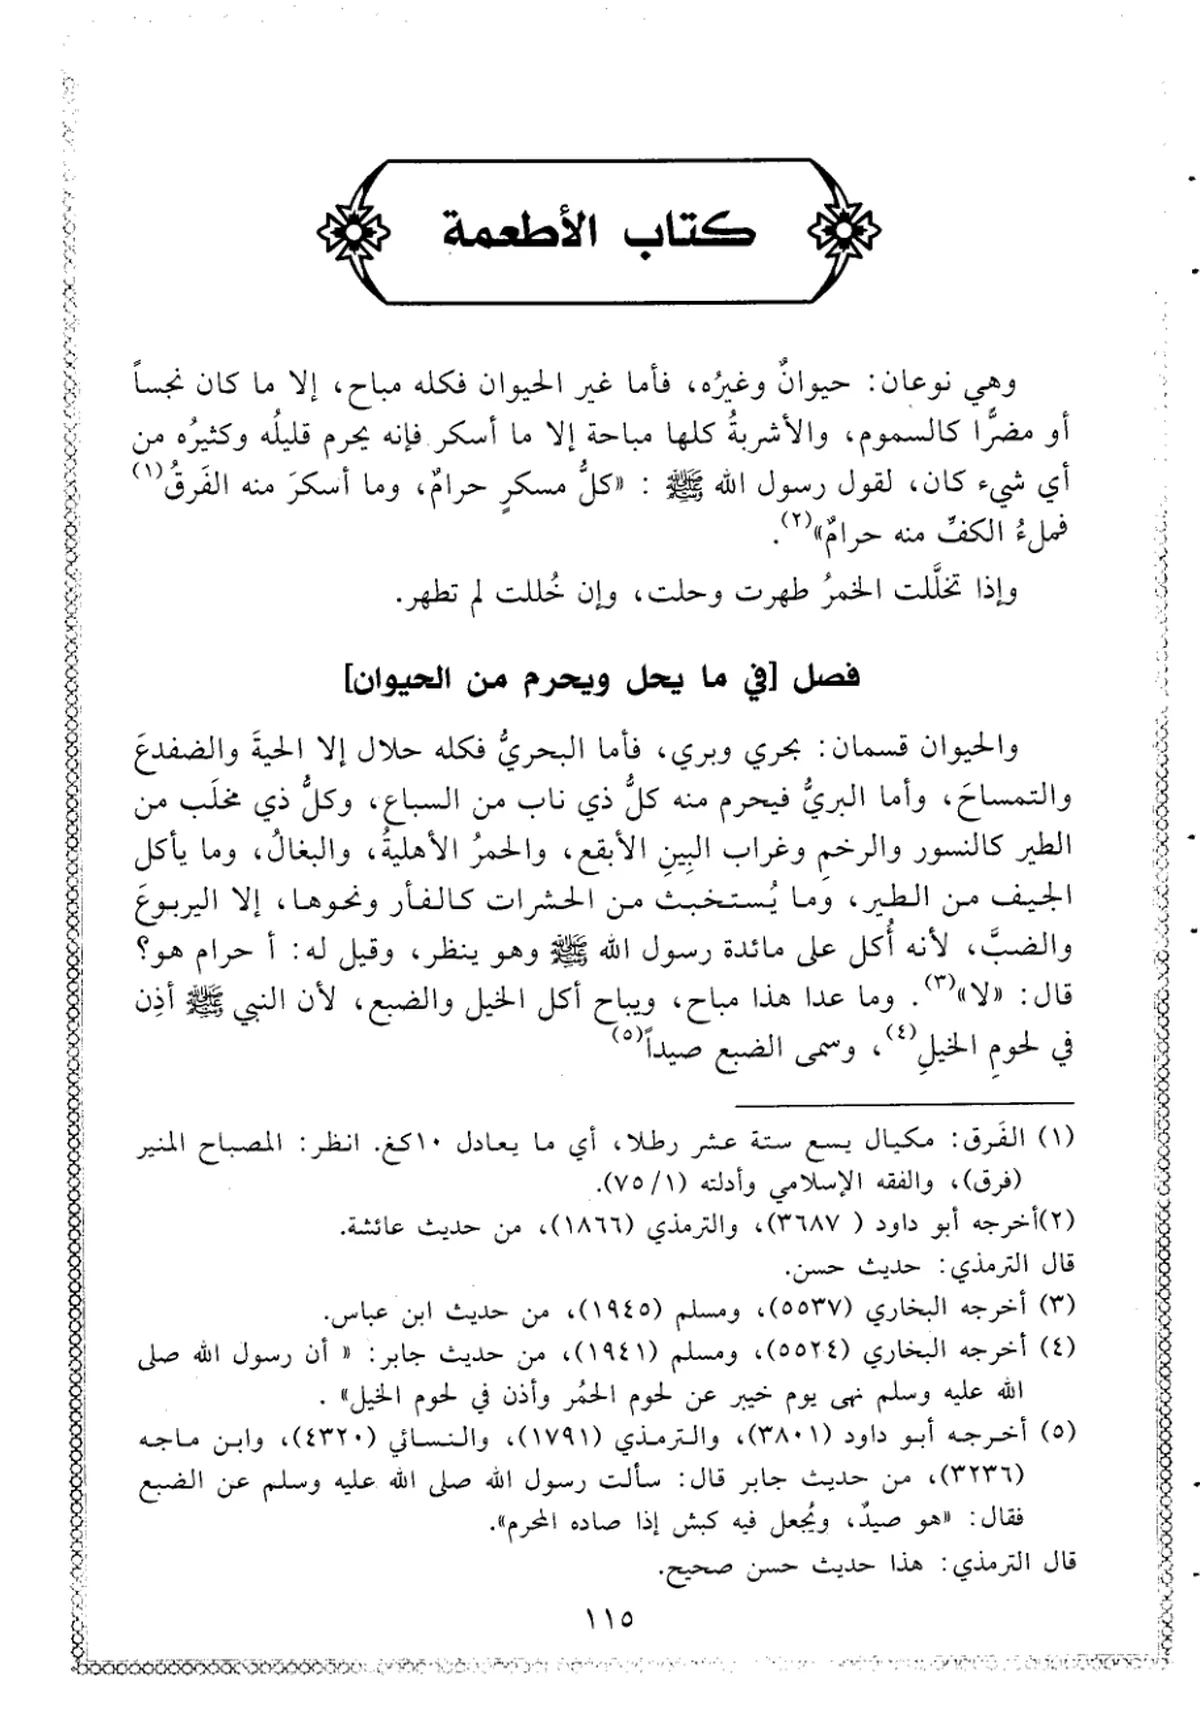 كتاب الأطعمة
وهي نوعان: حيوانٌ وغيرُه، فأما غير الحيوان فكله مباح، إلا ما كان نجساً
أو مضرًّا كالسموم، والأشربةُ كلها مباحة إلا ما أسكر فإنه يحرم قليلُه وكثيرُه من
أي شيء كان، لقول رسول الله ﷺ : «كلُّ مسكرٍ حرامٌ، وما أسكرَ منه الفَرقُ(١)
فملءُ الكفِّ منه حرامٌ»(٢).
وإذا تخلَّلت الخمرُ طهرت وحلت، وإن خُللت لم تطهر.
فصل [في ما يحل ويحرم من الحيوان]
والحيوان قسمان: بحري وبري، فأما البحريُّ فكله حلال إلا الحيةَ والضفدعَ
والتمساحَ، وأما البريُّ فيحرم منه كلُّ ذي ناب من السباع، وكلُّ ذي مخلَب من
الطير كالنسور والرخمِ وغراب البِينِ الأبقع، والحمرُ الأهليةُ، والبغالُ، وما يأكل
الجيف من الطير، وما يُستخبث من الحشرات كالفأر ونحوها، إلا اليربوعَ
والضبَّ، لأنه أُكل على مائدة رسول الله ﷺ وهو ينظر، وقيل له: أ حرام هو؟
قال: «لا»(٣). وما عدا هذا مباح، ويباح أكل الخيل والضبع، لأن النبي ﷺ أذِن
في لحومِ الخيلِ(٤)، وسمى الضبع صيداً(٥)
(١) الفَرق: مكيال يسع ستة عشر رطلا، أي ما يعادل ١٠كغ. انظر: المصباح المنير
(فرق)، والفقه الإسلامي وأدلته (٧٥/١).
(٢)أخرجه أبو داود ( ٣٦٨٧)، والترمذي (١٨٦٦)، من حديث عائشة.
قال الترمذي: حديث حسن.
(٣) أخرجه البخاري (٥٥٣٧)، ومسلم (١٩٤٥)، من حديث ابن عباس.
(٤) أخرجه البخاري (٥٥٢٤)، ومسلم (١٩٤١)، من حديث جابر: « أن رسول الله صلى
الله عليه وسلم نهى يوم خيبر عن لحوم الحمُر وأذن في لحوم الخيل» .
(٥) أخرجه أبو داود (٣٨٠١)، والترمذي (١٧٩١)، والنسائي (٤٣٢٠)، وابن ماجه
(٣٢٣٦)، من حديث جابر قال: سألت رسول الله صلى الله عليه وسلم عن الضبع
فقال: «هو صيدٌ، ويُجعل فيه كبش إذا صاده المحرم».
قال الترمذي: هذا حديث حسن صحيح.
١١٥